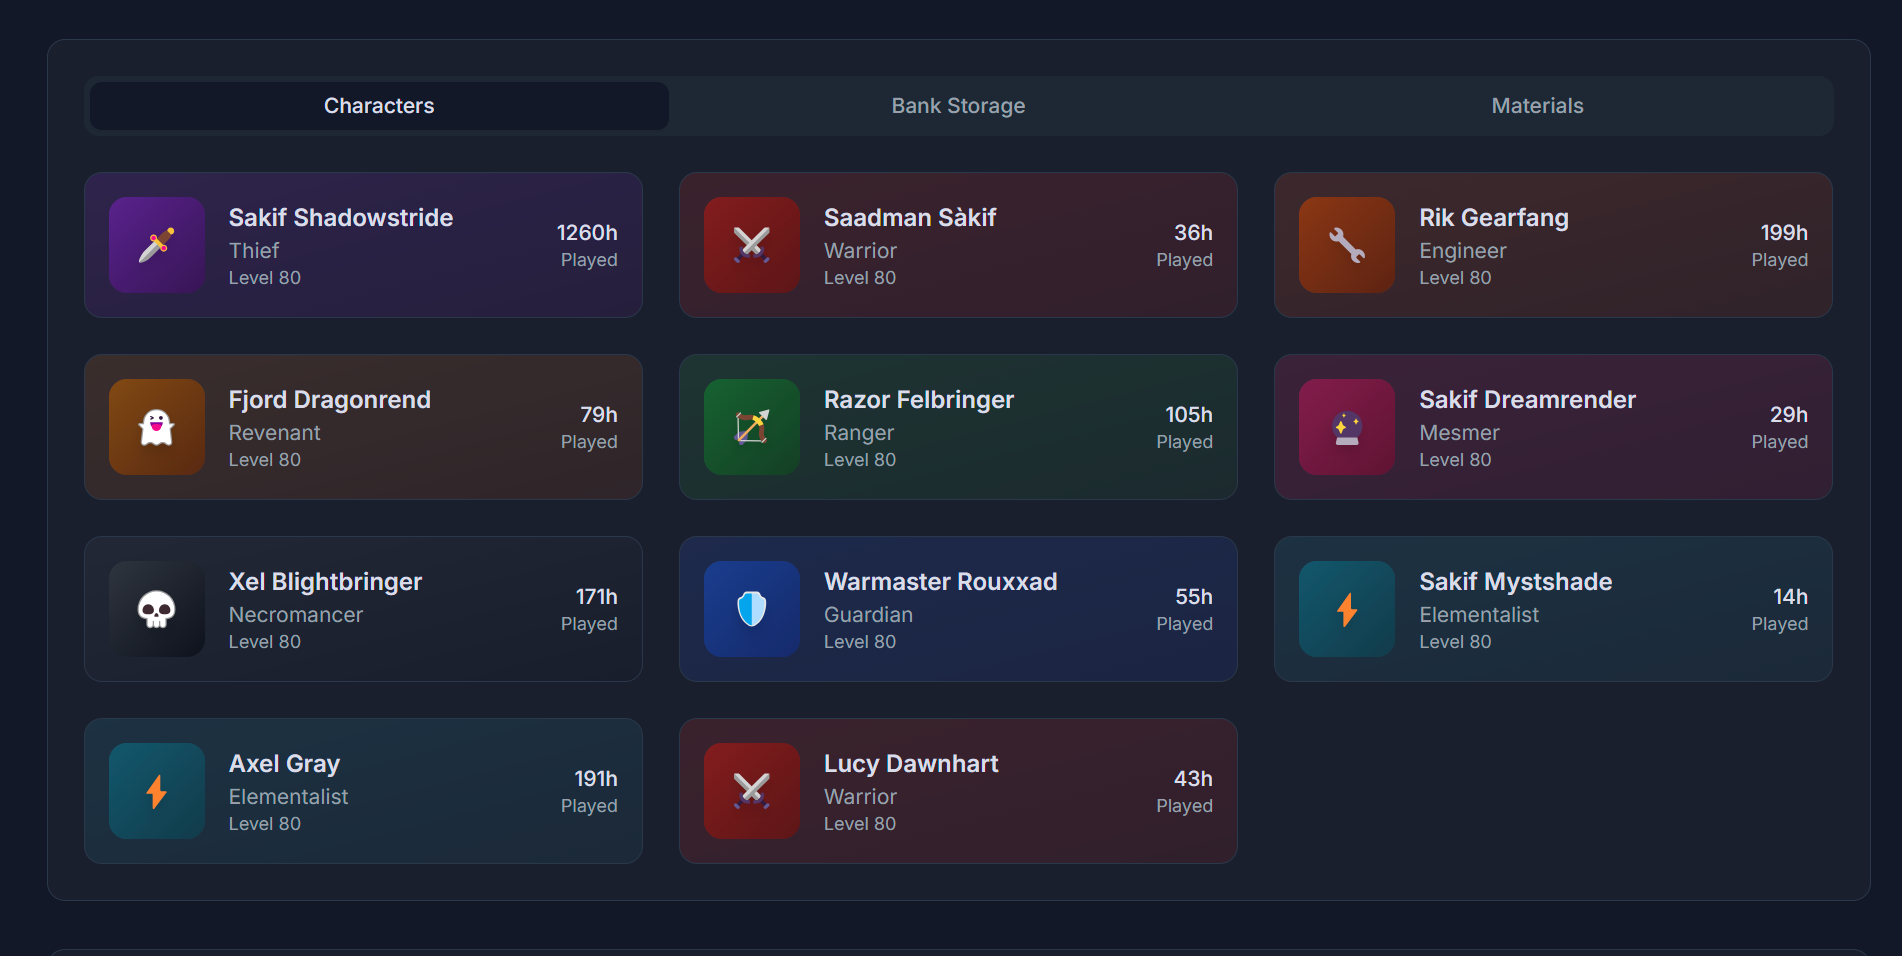 Characters
Bank Storage
Materials
Sakif Shadowstride
Thief
Level 80
1260h
Played
Saadman Sàkif
Warrior
Level 80
36h
Played
Rik Gearfang
Engineer
Level 80
199h
Played
Fjord Dragonrend
Revenant
Level 80
79h
Played
Razor Felbringer
Ranger
Level 80
105h
Played
Sakif Dreamrender
Mesmer
Level 80
29h
Played
Xel Blightbringer
Necromancer
Level 80
171h
Played
Warmaster Rouxxad
Guardian
Level 80
55h
Played
Sakif Mystshade
Elementalist
Level 80
14h
Played
Axel Gray
Elementalist
Level 80
191h
Played
Lucy Dawnhart
Warrior
Level 80
43h
Played